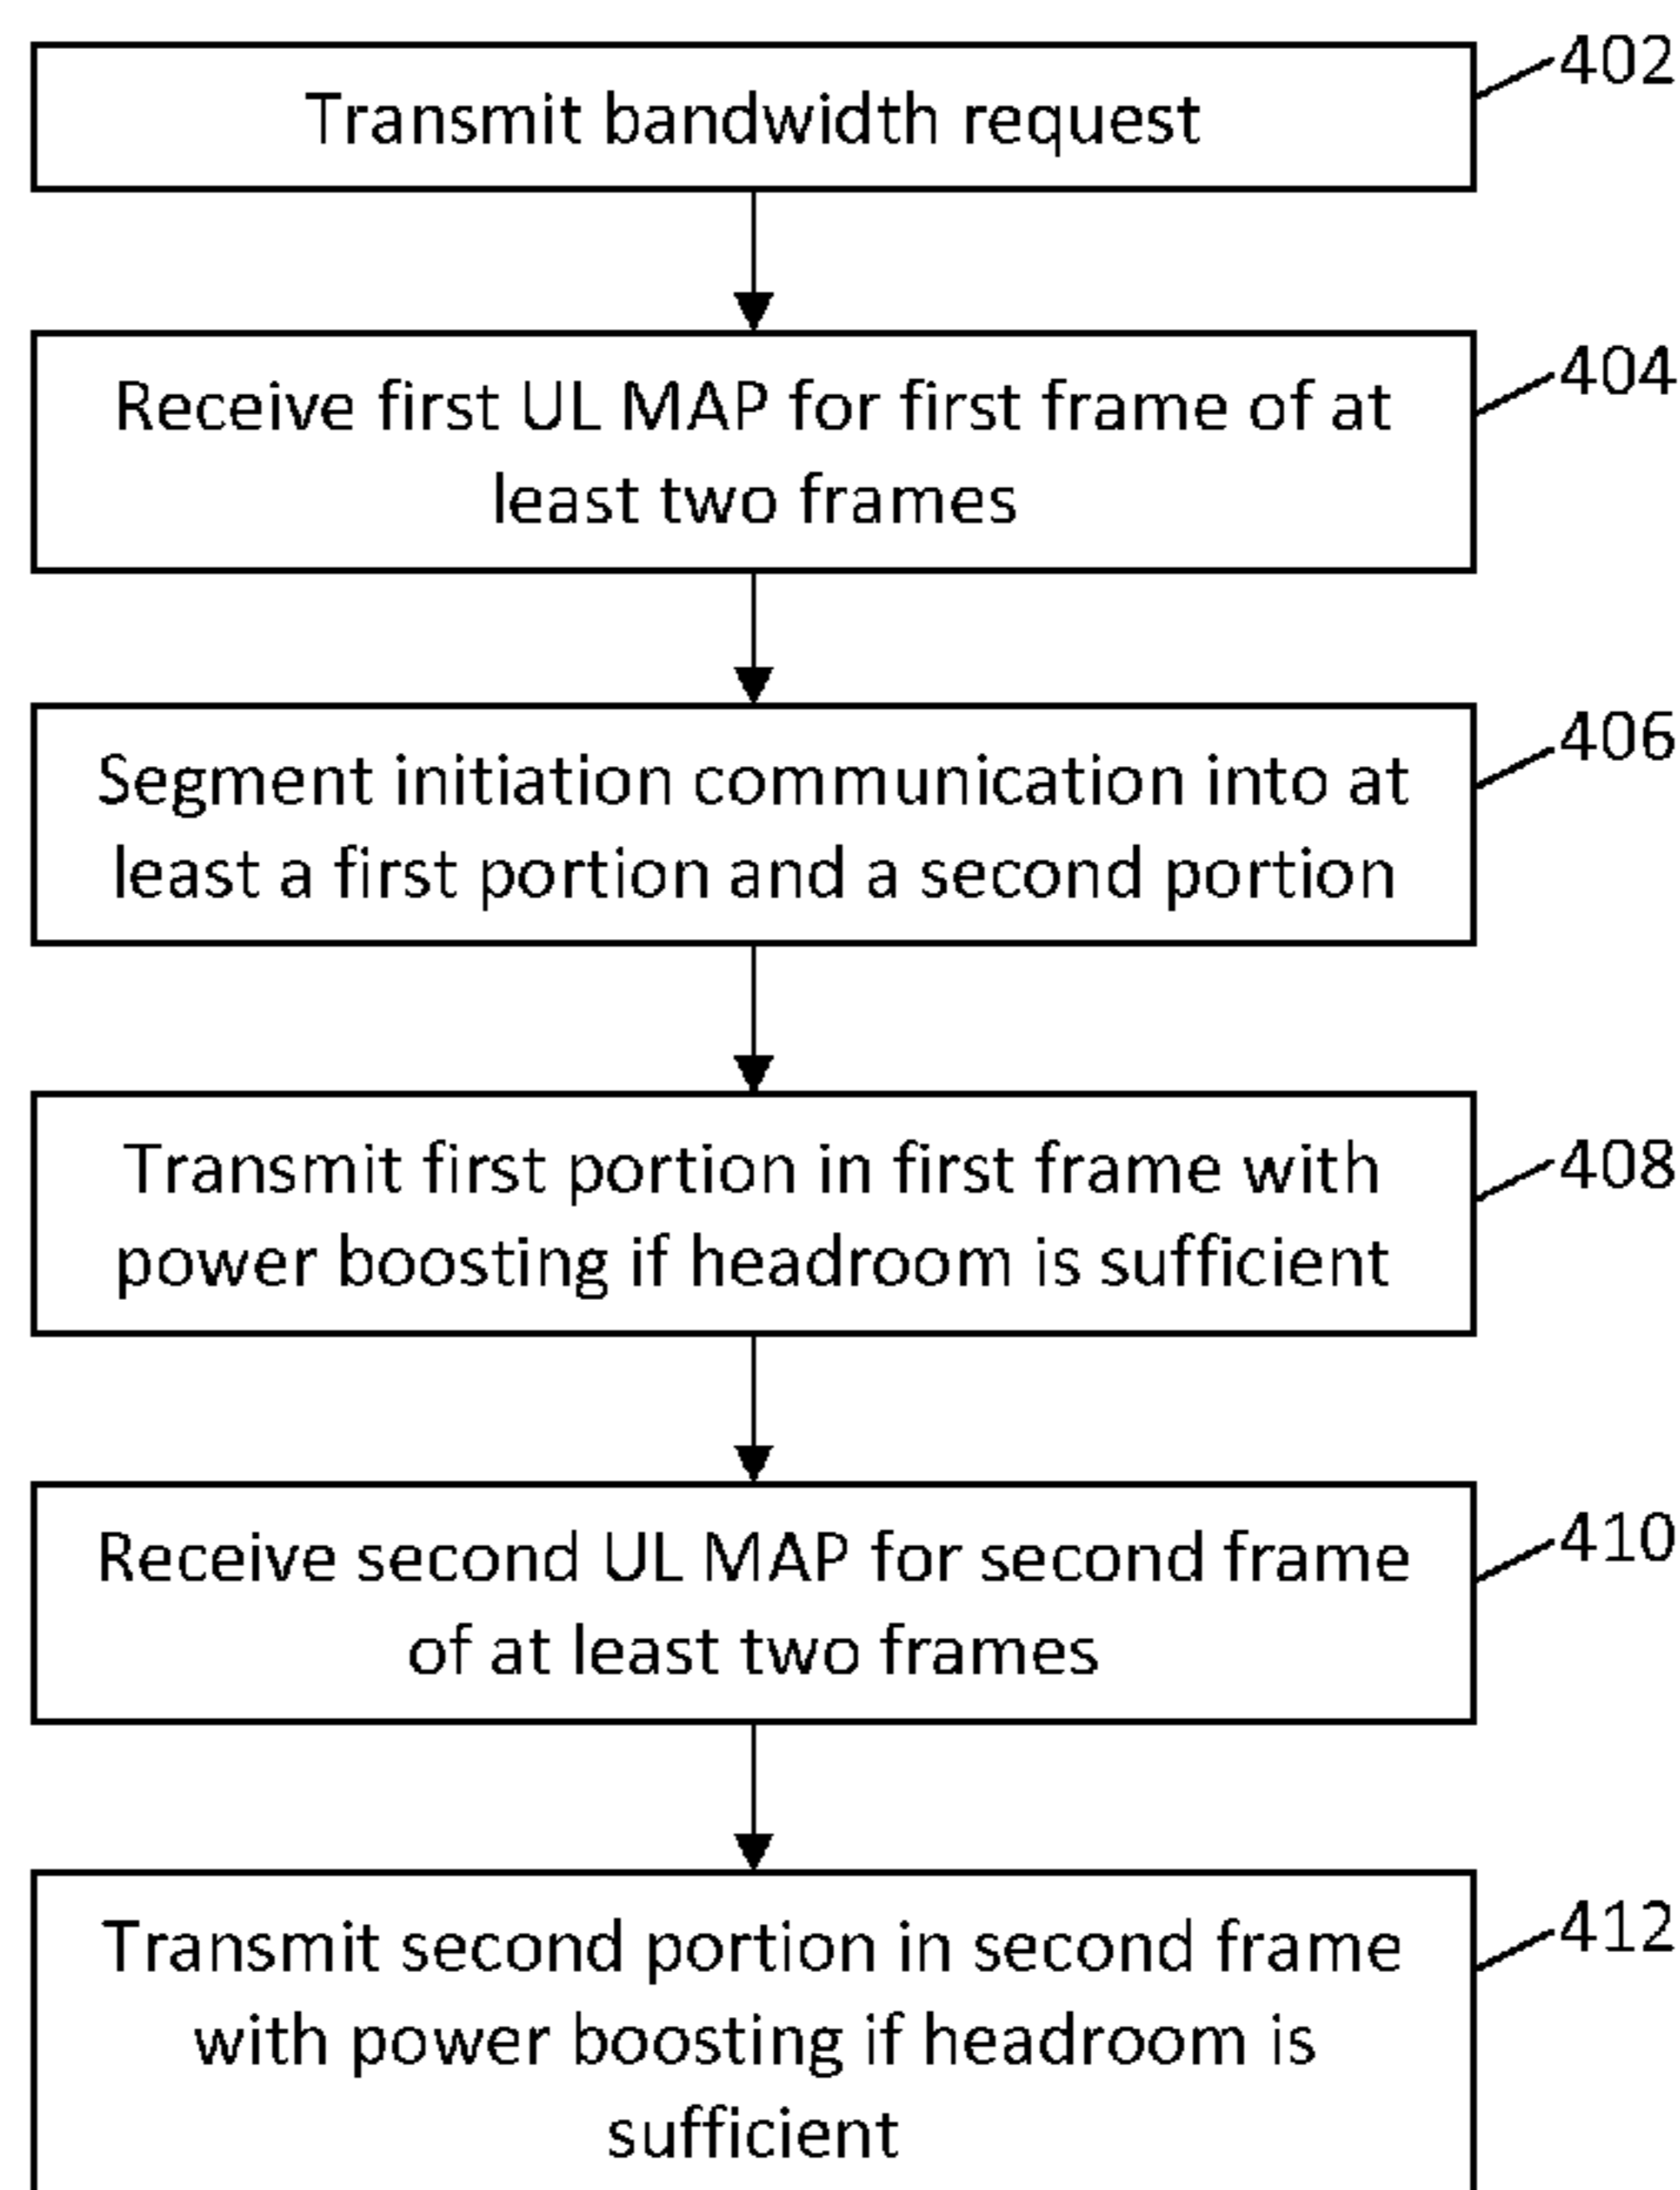 Transmit bandwidth request
402
Receive first UL MAP for first frame of at
least two frames
404
Segment initiation communication into at
least a first portion and a second portion
406
Transmit first portion in first frame with
power boosting if headroom is sufficient
408
Receive second UL MAP for second frame
of at least two frames
410
Transmit second portion in second frame
with power boosting if headroom is
sufficient
412